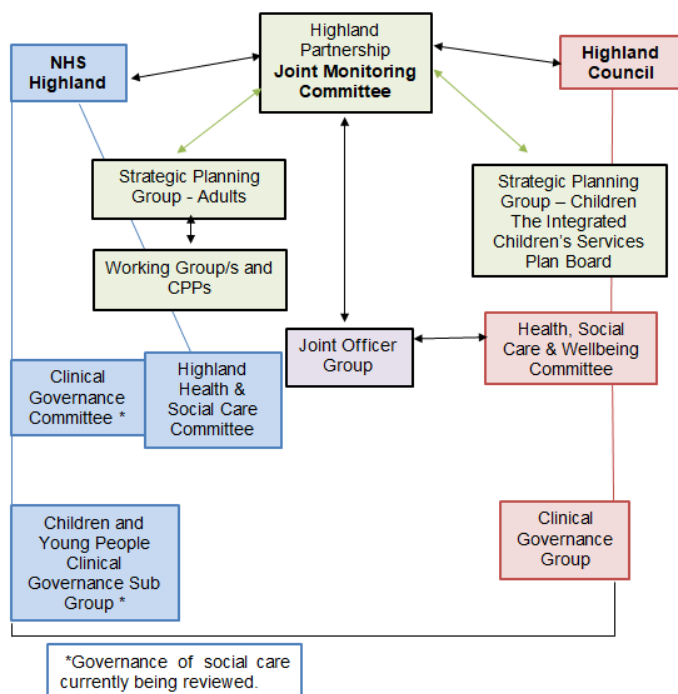 Highland
Partnership
Joint Monitoring
Committee
NHS
Highland
Highland
Council
Strategic Planning
Group - Adults
Strategic Planning
Group – Children
The Integrated
Children’s Services
Plan Board
Working Group/s and
CPPs
Joint Officer
Group
Health, Social
Care & Wellbeing
Committee
Clinical
Governance
Committee *
Highland
Health &
Social Care
Committee
Children and
Young People
Clinical
Governance Sub
Group *
Clinical
Governance
Group
*Governance of social care
currently being reviewed.